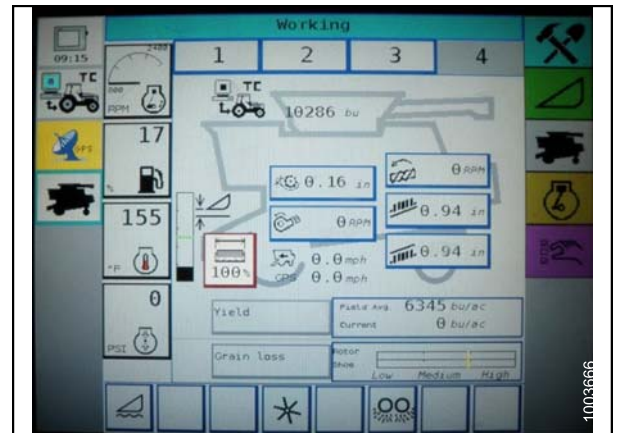 Working
09:15
2400
800
RPM
1 2 3 4
TC
TC
10286 bu
GPS
17
%
0.16 in
0 RPM
155
°F
0 RPM
0.94 in
100%
0.0 mph
GPS 0.0 mph
0.94 in
0
PSI
Yield
Field Avg 6345 bu/ac
Current 0 bu/ac
Grain loss
Rotor
Shoe
Low Medium High
1003666